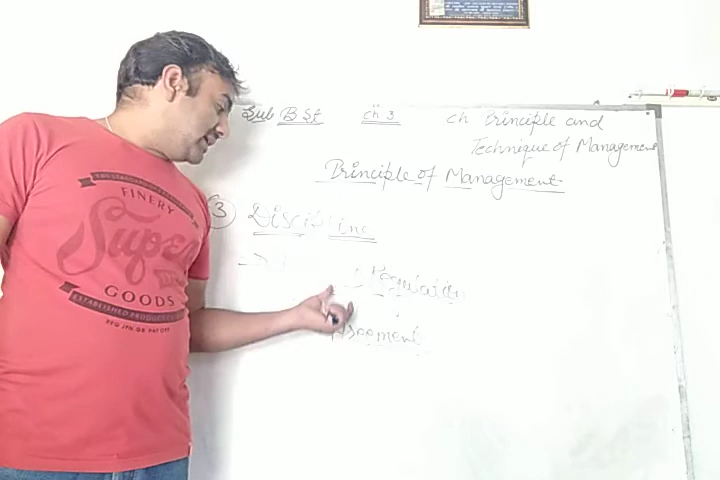 Sub B St ch 3 ch Principle and
Technique of Management
Principle of Management
3 Discipline
Regulation
Agreement
FINERY
Super
GOODS